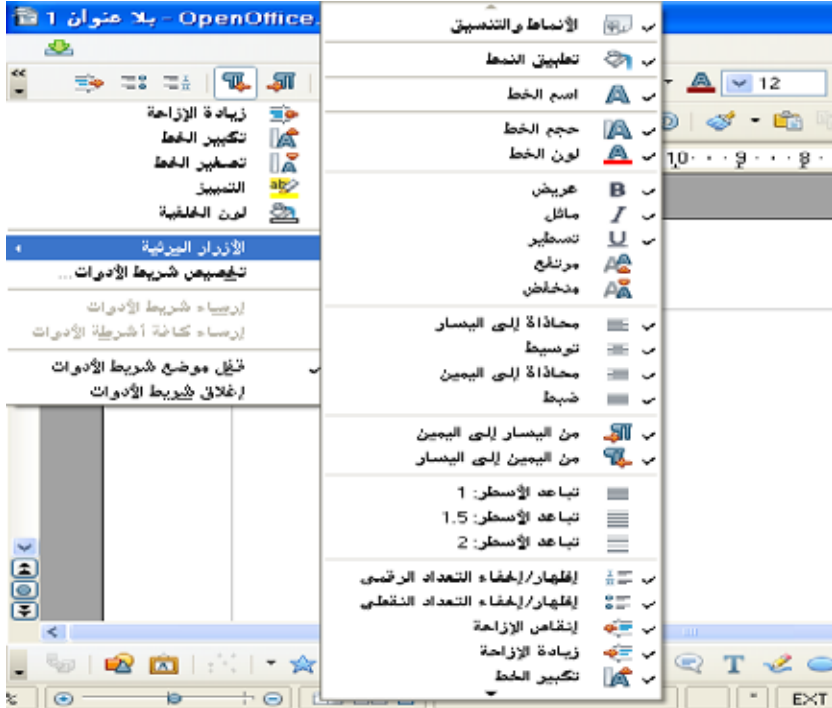 بلا عنوان 1 - OpenOffice.
12
10 · · · 9 · · · 8 ·
زيادة الإزاحة
تكبير الخط
تصغير الخط
التمييز
لون الخلفية
الأزرار المرئية
تخصيص شريط الأدوات...
إرساء شريط الأدوات
إرساء كافة أشرطة الأدوات
قفل موضع شريط الأدوات
إغلاق شريط الأدوات
الأنماط والتنسيق
تطبيق النمط
اسم الخط
حجم الخط
لون الخط
عريض
مائل
تسطير
مرتفع
منخفض
محاذاة إلى اليسار
توسيط
محاذاة إلى اليمين
ضبط
من اليسار إلى اليمين
من اليمين إلى اليسار
تباعد الأسطر: 1
تباعد الأسطر: 1.5
تباعد الأسطر: 2
إظهار/إخفاء التعداد الرقمي
إظهار/إخفاء التعداد النقطي
إنقاص الإزاحة
زيادة الإزاحة
تكبير الخط
% * EXT